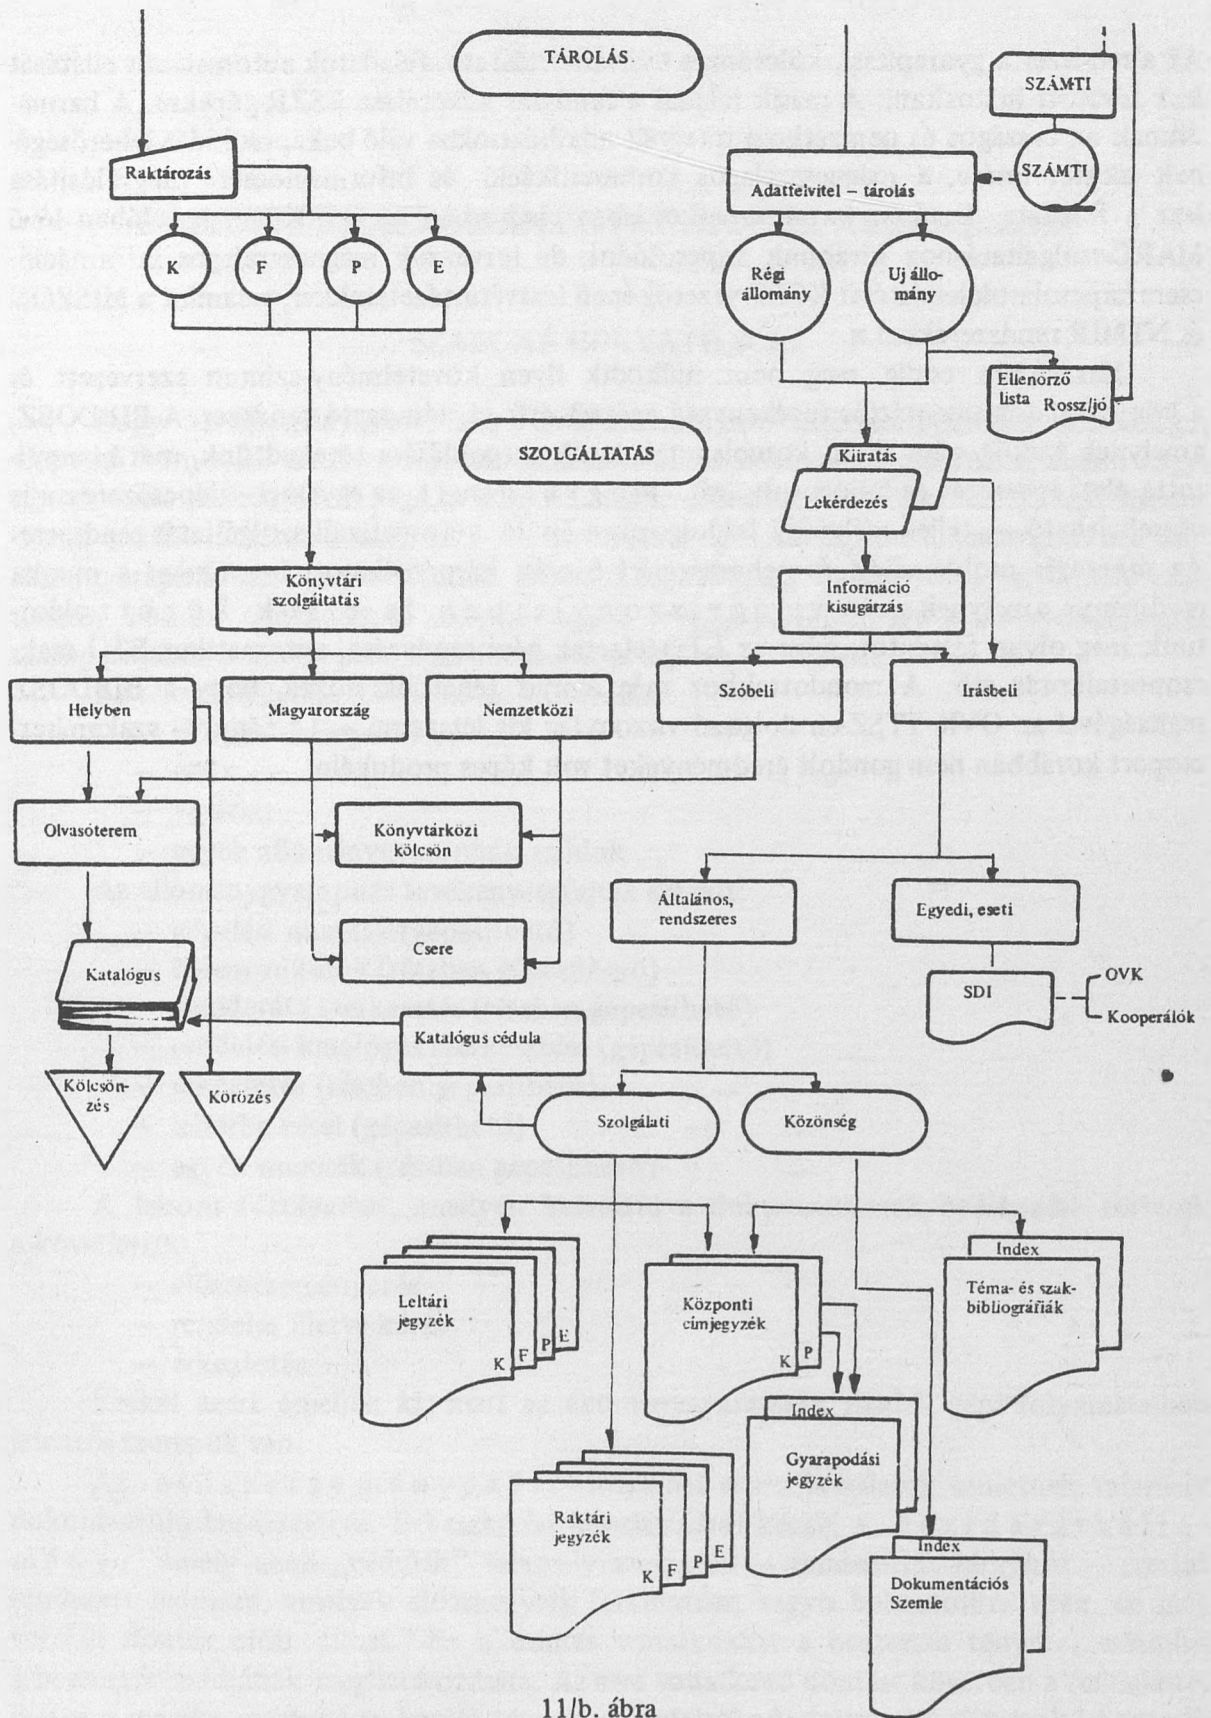 TÁROLÁS
SZÁMTI
SZÁMTI
Raktározás
Adatfelvitel – tárolás
K
F
P
E
Régi
állomány
Uj állo-
mány
Ellenőrző
lista
Rossz/jó
SZOLGÁLTATÁS
Kiiratás
Lekérdezés
Könyvtári
szolgáltatás
Információ
kisugárzás
Helyben
Magyarország
Nemzetközi
Szóbeli
Irásbeli
Olvasóterem
Könyvtárközi
kölcsön
Általános,
rendszeres
Egyedi, eseti
Csere
Katalógus
SDI
OVK
Kooperálók
Katalógus cédula
Kölcsön-
zés
Körözés
Szolgálati
Közönség
Leltári
jegyzék
K
F
P
E
Központi
címjegyzék
K
P
Index
Téma- és szak-
bibliográfiák
Index
Gyarapodási
jegyzék
Raktári
jegyzék
K
F
P
E
Index
Dokumentációs
Szemle
11/b. ábra